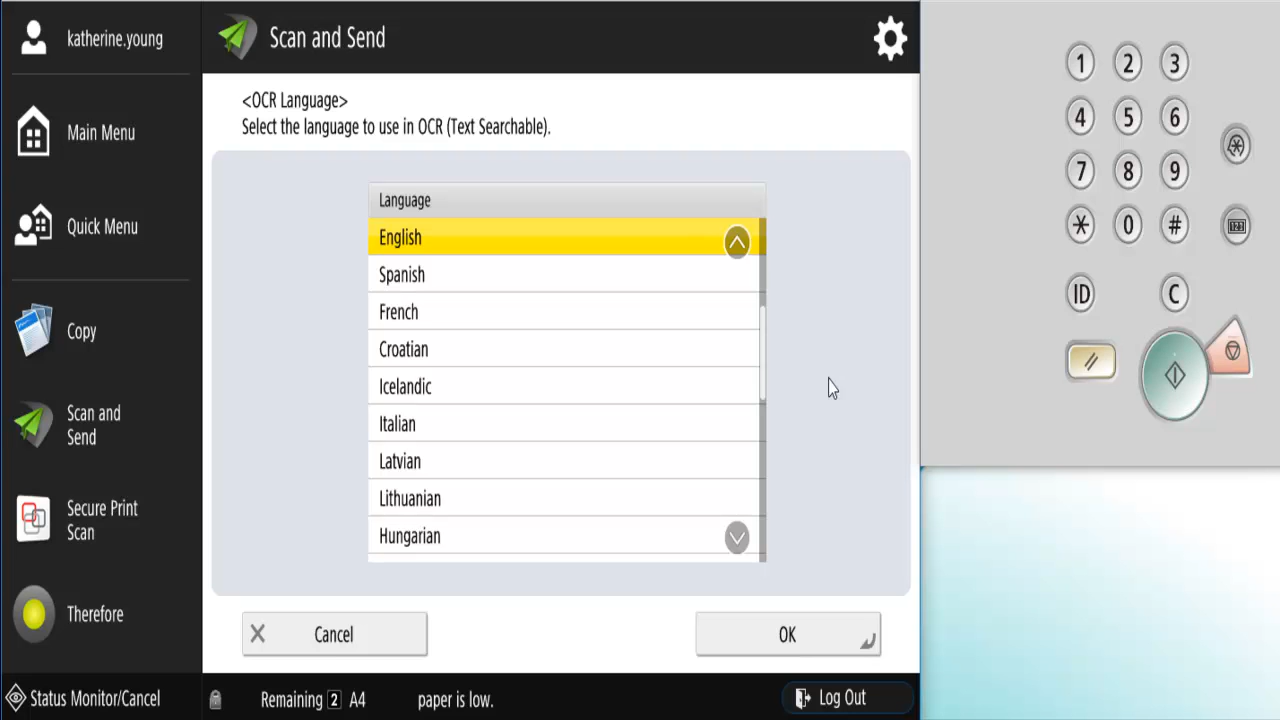 katherine.young
Main Menu
Quick Menu
Copy
Scan and
Send
Secure Print
Scan
Therefore
Status Monitor/Cancel
Scan and Send
<OCR Language>
Select the language to use in OCR (Text Searchable).
Language
English
Spanish
French
Croatian
Icelandic
Italian
Latvian
Lithuanian
Hungarian
Cancel
OK
Remaining 2 A4 paper is low.
Log Out
1 2 3
4 5 6
7 8 9
* 0 #
ID C